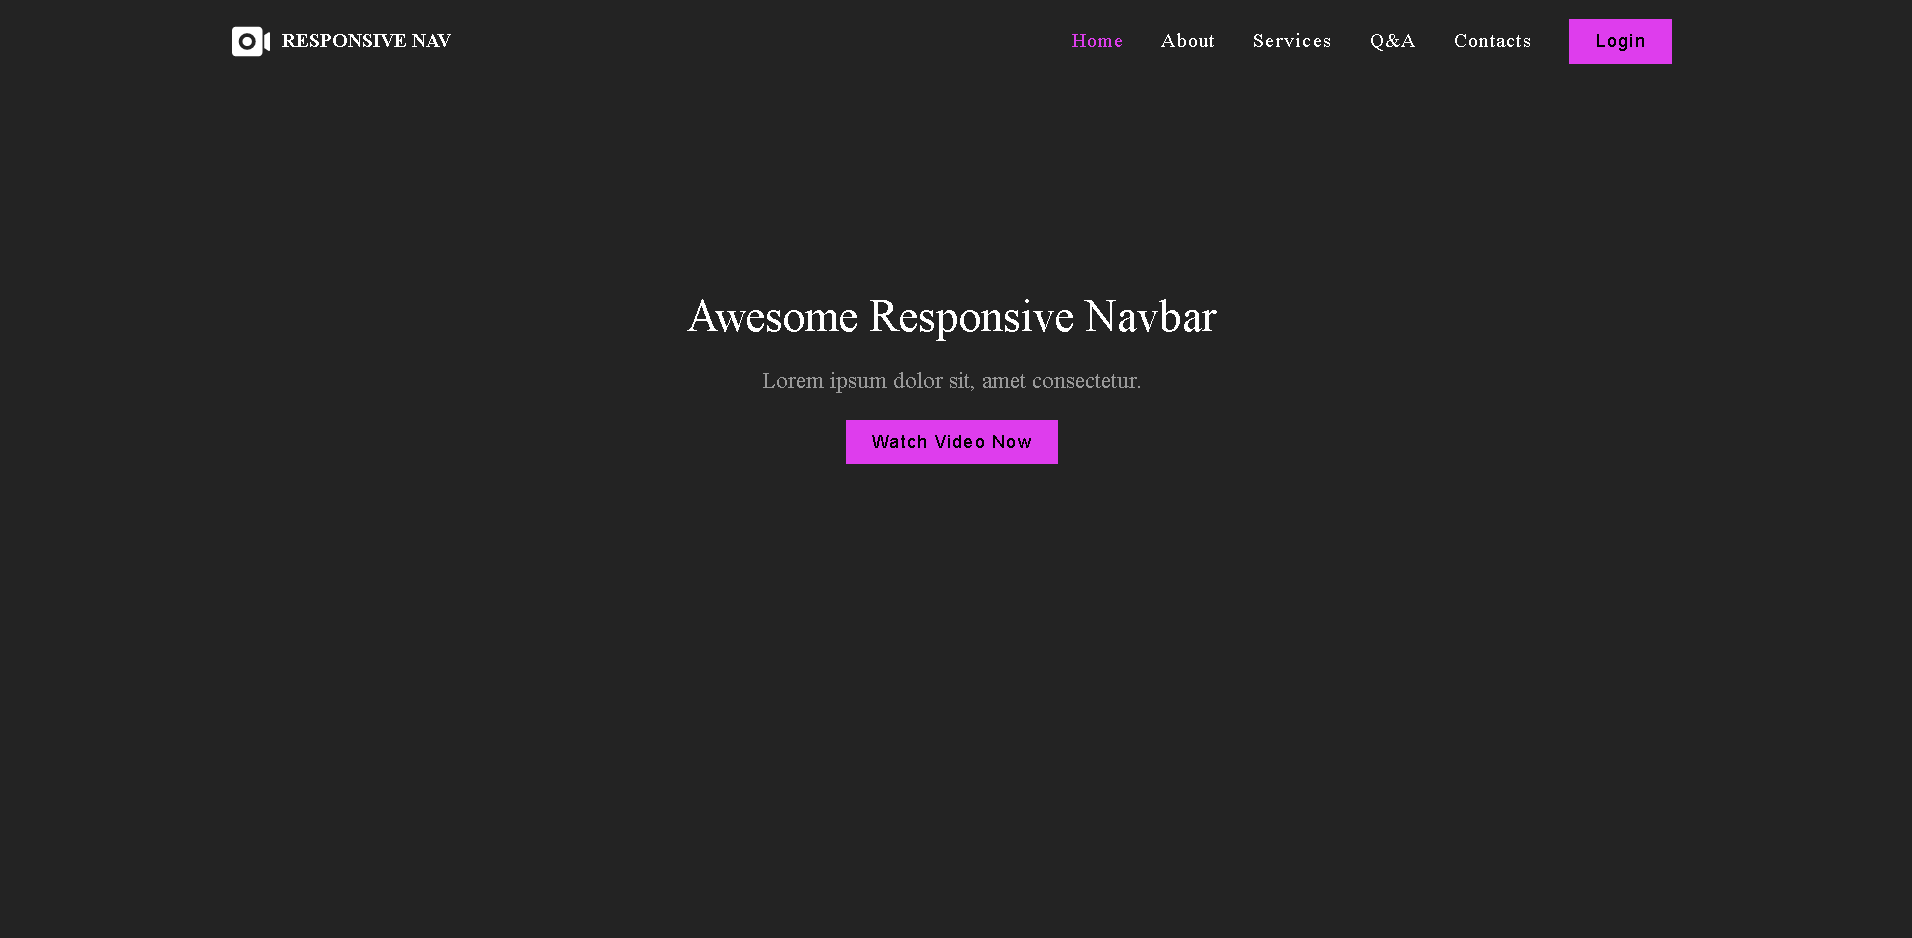 RESPONSIVE NAV Home About Services Q&A Contacts Login
Awesome Responsive Navbar
Lorem ipsum dolor sit, amet consectetur.
Watch Video Now